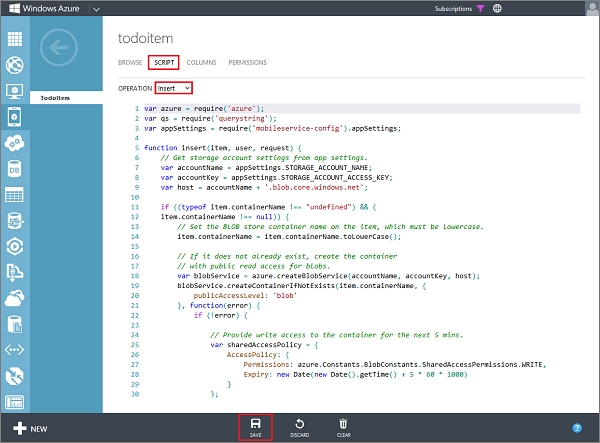 Windows Azure
Subscriptions
todoitem
BROWSE SCRIPT COLUMNS PERMISSIONS
OPERATION Insert
TodoItem
DB
1 var azure = require('azure');
2 var qs = require('querystring');
3 var appSettings = require('mobileservice-config').appSettings;
4
5 function insert(item, user, request) {
6 // Get storage account settings from app settings.
7 var accountName = appSettings.STORAGE_ACCOUNT_NAME;
8 var accountKey = appSettings.STORAGE_ACCOUNT_ACCESS_KEY;
9 var host = accountName + '.blob.core.windows.net';
10
11 if ((typeof item.containerName !== "undefined") && (
12 item.containerName !== null)) {
13 // Set the BLOB store container name on the item, which must be lowercase.
14 item.containerName = item.containerName.toLowerCase();
15
16 // If it does not already exist, create the container
17 // with public read access for blobs.
18 var blobService = azure.createBlobService(accountName, accountKey, host);
19 blobService.createContainerIfNotExists(item.containerName, {
20 publicAccessLevel: 'blob'
21 }, function(error) {
22 if (!error) {
23
24 // Provide write access to the container for the next 5 mins.
25 var sharedAccessPolicy = {
26 AccessPolicy: {
27 Permissions: azure.Constants.BlobConstants.SharedAccessPermissions.WRITE,
28 Expiry: new Date(new Date().getTime() + 5 * 60 * 1000)
29 }
30 };
NEW
SAVE DISCARD CLEAR
?